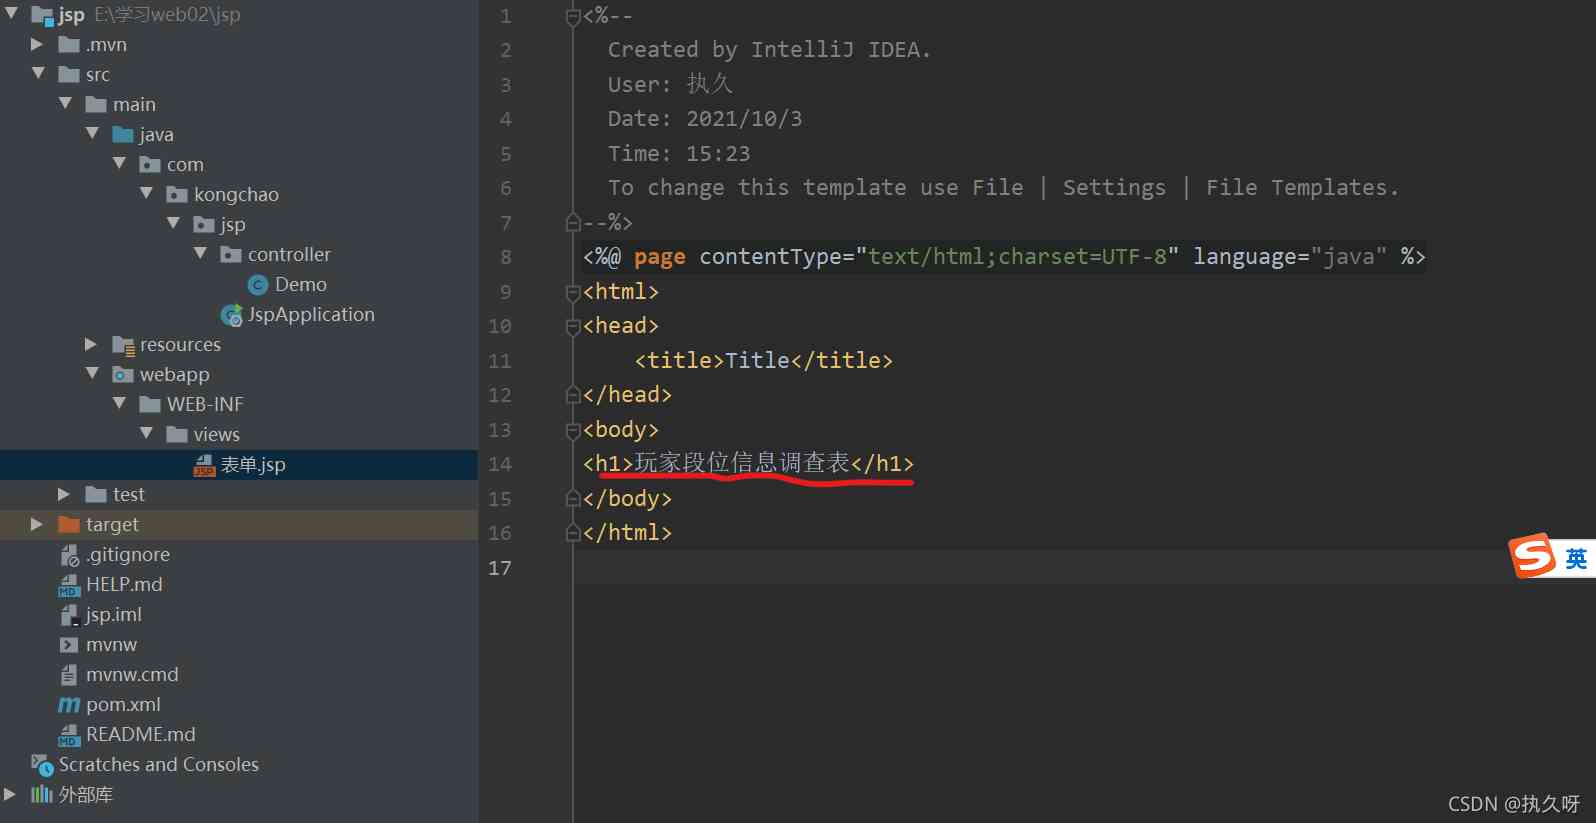 jsp E:\学习web02\jsp
.mvn
src
main
java
com
kongchao
jsp
controller
Demo
JspApplication
resources
webapp
WEB-INF
views
表单.jsp
test
target
.gitignore
HELP.md
jsp.iml
mvnw
mvnw.cmd
pom.xml
README.md
Scratches and Consoles
外部库
1 <%--
2 Created by IntelliJ IDEA.
3 User: 执久
4 Date: 2021/10/3
5 Time: 15:23
6 To change this template use File | Settings | File Templates.
7 --%>
8 <%@ page contentType="text/html;charset=UTF-8" language="java" %>
9 <html>
10 <head>
11 <title>Title</title>
12 </head>
13 <body>
14 <h1>玩家段位信息调查表</h1>
15 </body>
16 </html>
17
英
CSDN @执久呀